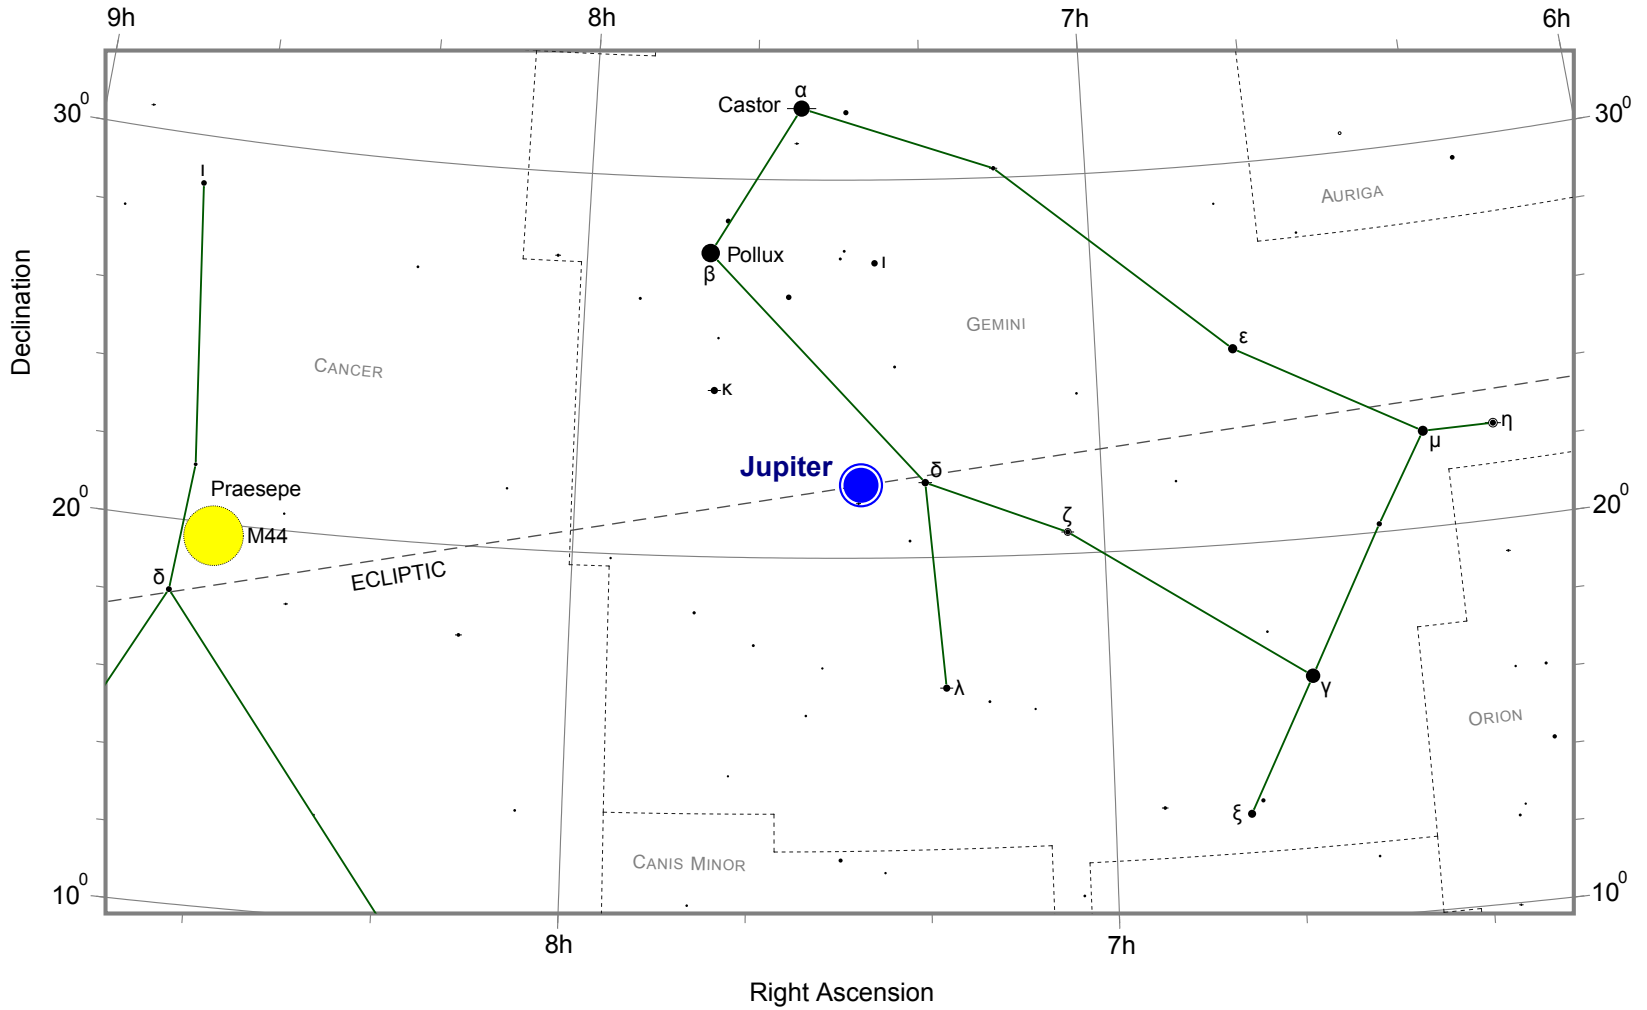 9h 8h 7h 6h
Castor α
30⁰ 30⁰
ι
AURIGA
Pollux
β ι
GEMINI
ε
CANCER
κ
η
μ
Jupiter δ
Praesepe
20⁰ 20⁰
ζ
M44
δ
ECLIPTIC
λ γ
ORION
ξ
CANIS MINOR
10⁰ 10⁰
8h 7h
Declination
Right Ascension